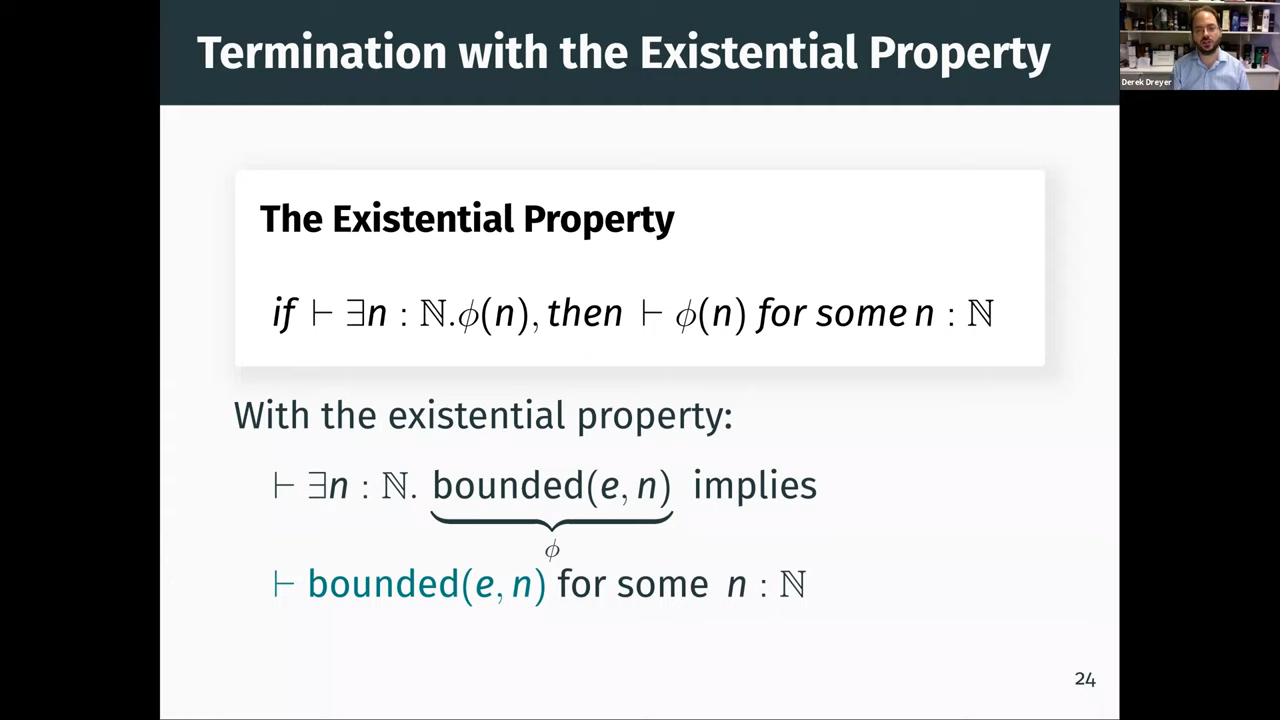 Termination with the Existential Property
Derek Dreyer
The Existential Property
if ⊢ ∃n : ℕ.ϕ(n), then ⊢ ϕ(n) for some n : ℕ
With the existential property:
⊢ ∃n : ℕ. bounded(e, n) implies
ϕ
⊢ bounded(e, n) for some n : ℕ
24